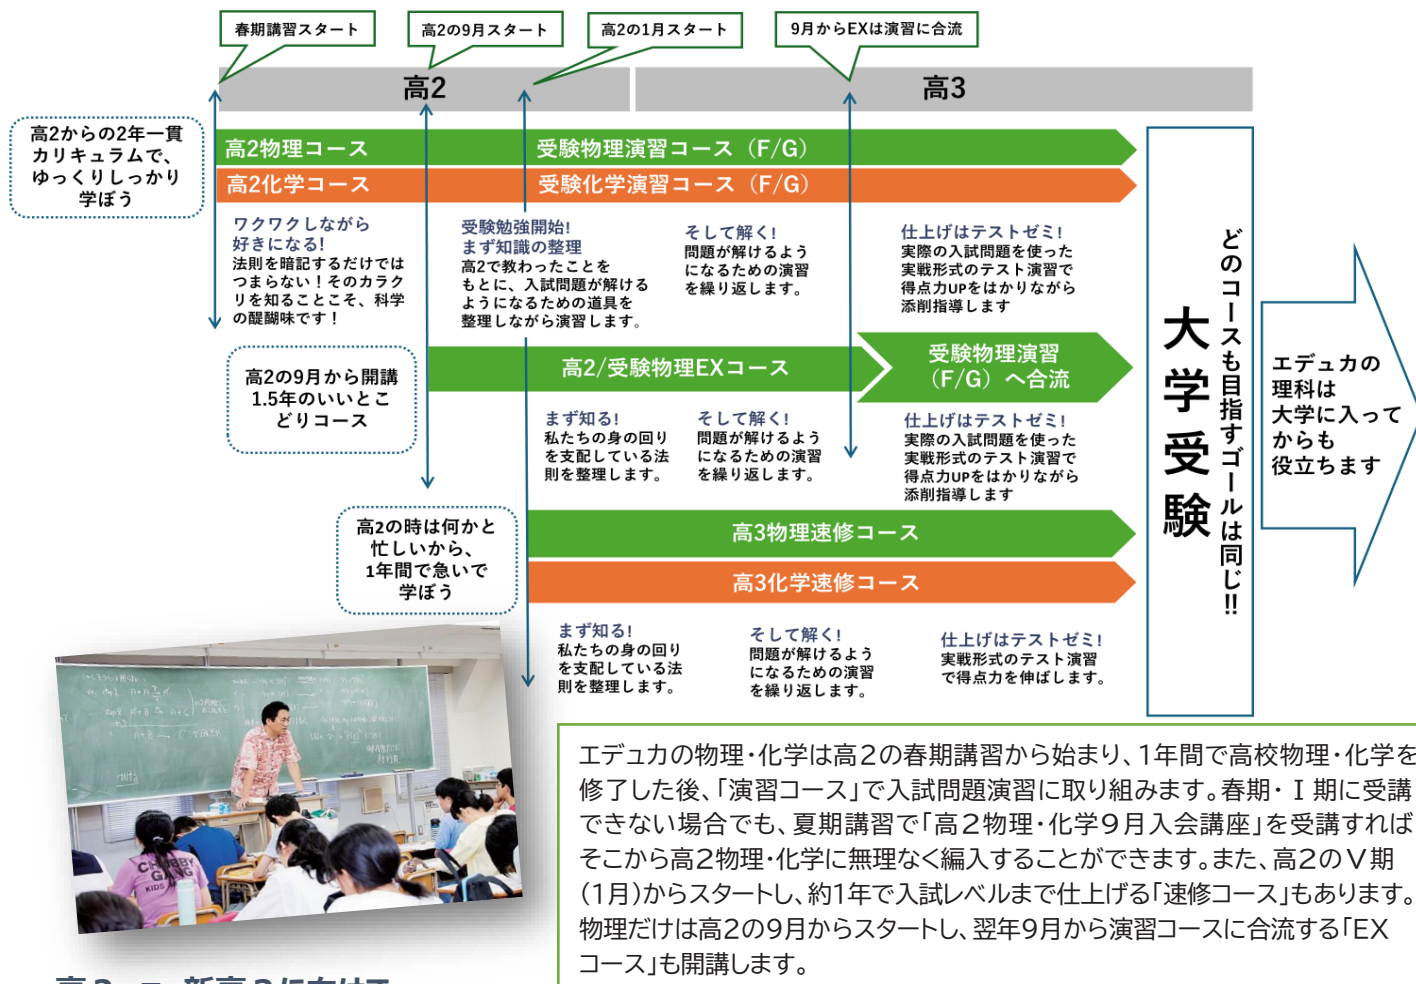 春期講習スタート
高2の9月スタート
高2の1月スタート
9月からEXは演習に合流
高2
高3
高2からの2年一貫
カリキュラムで、
ゆっくりしっかり
学ぼう
高2物理コース
受験物理演習コース（F/G）
高2化学コース
受験化学演習コース（F/G）
ワクワクしながら
好きになる!
法則を暗記するだけでは
つまらない！そのカラク
リを知ることこそ、科学
の醍醐味です！
受験勉強開始!
まず知識の整理
高2で教わったことを
もとに、入試問題が解ける
ようになるための道具を
整理しながら演習します。
そして解く!
問題が解けるよう
になるための演習
を繰り返します。
仕上げはテストゼミ!
実際の入試問題を使った
実戦形式のテスト演習で
得点力UPをはかりながら
添削指導します
高2の9月から開講
1.5年のいいとこ
どりコース
高2/受験物理EXコース
受験物理演習
（F/G）へ合流
まず知る!
私たちの身の回り
を支配している法
則を整理します。
そして解く!
問題が解けるよう
になるための演習
を繰り返します。
仕上げはテストゼミ!
実際の入試問題を使った
実戦形式のテスト演習で
得点力UPをはかりながら
添削指導します
高2の時は何かと
忙しいから、
1年間で急いで
学ぼう
高3物理速修コース
高3化学速修コース
まず知る!
私たちの身の回り
を支配している法
則を整理します。
そして解く!
問題が解けるよう
になるための演習
を繰り返します。
仕上げはテストゼミ!
実戦形式のテスト演習
で得点力を伸ばします。
どのコースも目指すゴールは同じ!!
大学受験
エデュカの
理科は
大学に入って
からも
役立ちます
CHUBBY
GANG
KIDS
エデュカの物理・化学は高2の春期講習から始まり、1年間で高校物理・化学を
修了した後、「演習コース」で入試問題演習に取り組みます。春期・Ⅰ期に受講
できない場合でも、夏期講習で「高2物理・化学9月入会講座」を受講すれば
そこから高2物理・化学に無理なく編入することができます。また、高2のⅤ期
(1月)からスタートし、約1年で入試レベルまで仕上げる「速修コース」もあります。
物理だけは高2の9月からスタートし、翌年9月から演習コースに合流する「EX
コース」も開講します。